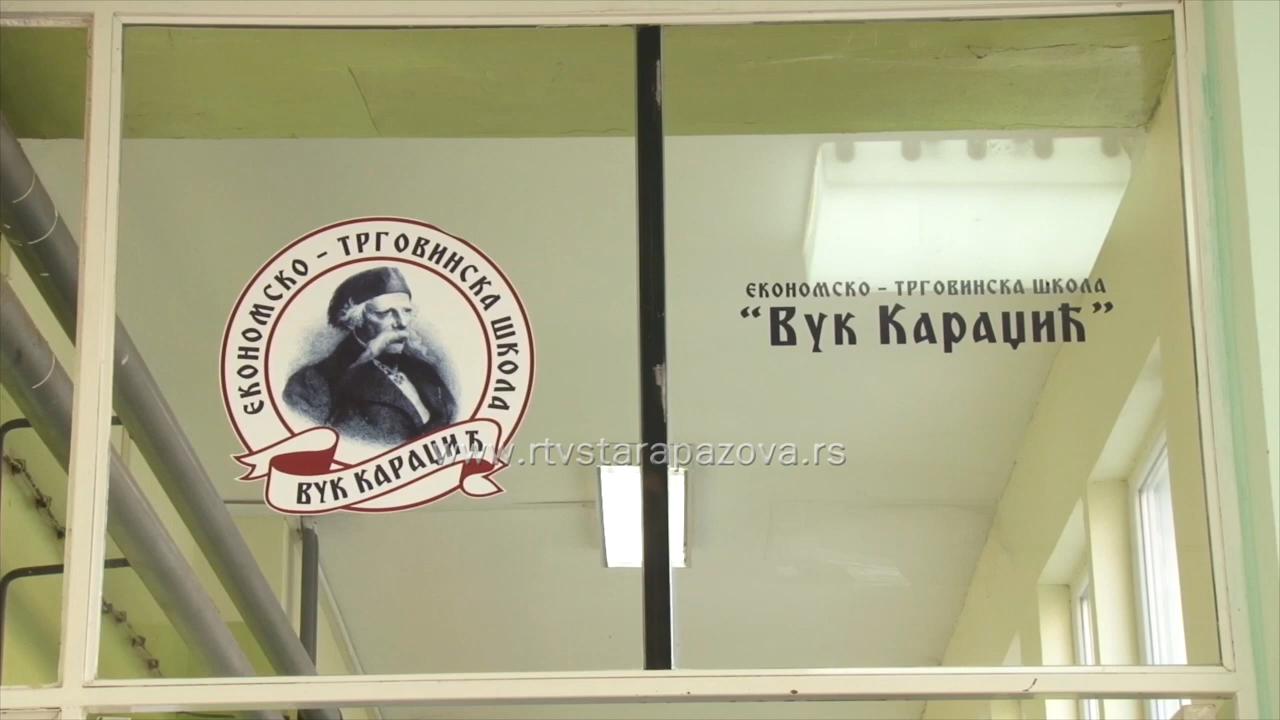 ЕКОНОМСКО - ТРГОВИНСКА ШКОЛА
ВУК КАРАЏИЋ
ЕКОНОМСКО - ТРГОВИНСКА ШКОЛА
“Вук Караџић”
www.rtvstarapazova.rs